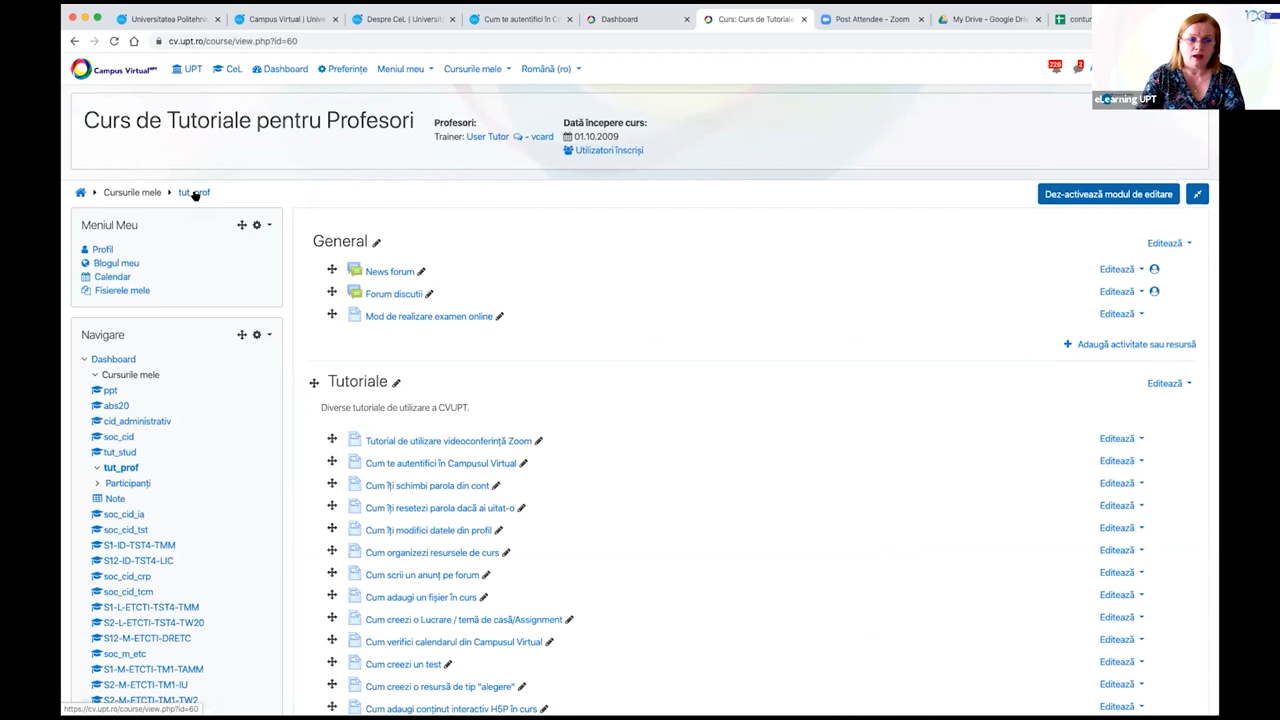 Universitatea Politehnic
Campus Virtual | Unive
Despre CeL | Universita
Cum te autentifici în C
Dashboard
Curs: Curs de Tutoriale
Post Attendee - Zoom
My Drive - Google Driv
contur
cv.upt.ro/course/view.php?id=60
Campus Virtual UPT
UPT
CeL
Dashboard
Preferințe
Meniul meu
Cursurile mele
Română (ro)
226
2
eLearning UPT
100
Curs de Tutoriale pentru Profesori
Profesori:
Trainer: User Tutor - vcard
Dată începere curs:
01.10.2009
Utilizatori înscriși
Cursurile mele
tut_prof
Dez-activează modul de editare
Meniul Meu
Profil
Blogul meu
Calendar
Fisierele mele
Navigare
Dashboard
Cursurile mele
ppt
abs20
cid_administrativ
soc_cid
tut_stud
tut_prof
Participanți
Note
soc_cid_ia
soc_cid_tst
S1-ID-TST4-TMM
S12-ID-TST4-LIC
soc_cid_crp
soc_cid_tcm
S1-L-ETCTI-TST4-TMM
S2-L-ETCTI-TST4-TW20
S12-M-ETCTI-DRETC
soc_m_etc
S1-M-ETCTI-TM1-TAMM
S2-M-ETCTI-TM1-IU
S2-M-ETCTI-TM1-TW2
https://cv.upt.ro/course/view.php?id=60
General
Editează
News forum
Editează
Forum discutii
Editează
Mod de realizare examen online
Editează
Adaugă activitate sau resursă
Tutoriale
Editează
Diverse tutoriale de utilizare a CVUPT.
Tutorial de utilizare videoconferință Zoom
Editează
Cum te autentifici în Campusul Virtual
Editează
Cum îți schimbi parola din cont
Editează
Cum îți resetezi parola dacă ai uitat-o
Editează
Cum îți modifici datele din profil
Editează
Cum organizezi resursele de curs
Editează
Cum scrii un anunț pe forum
Editează
Cum adaugi un fișier în curs
Editează
Cum creezi o Lucrare / temă de casă/Assignment
Editează
Cum verifici calendarul din Campusul Virtual
Editează
Cum creezi un test
Editează
Cum creezi o resursă de tip "alegere"
Editează
Cum adaugi conținut interactiv H5P în curs
Editează